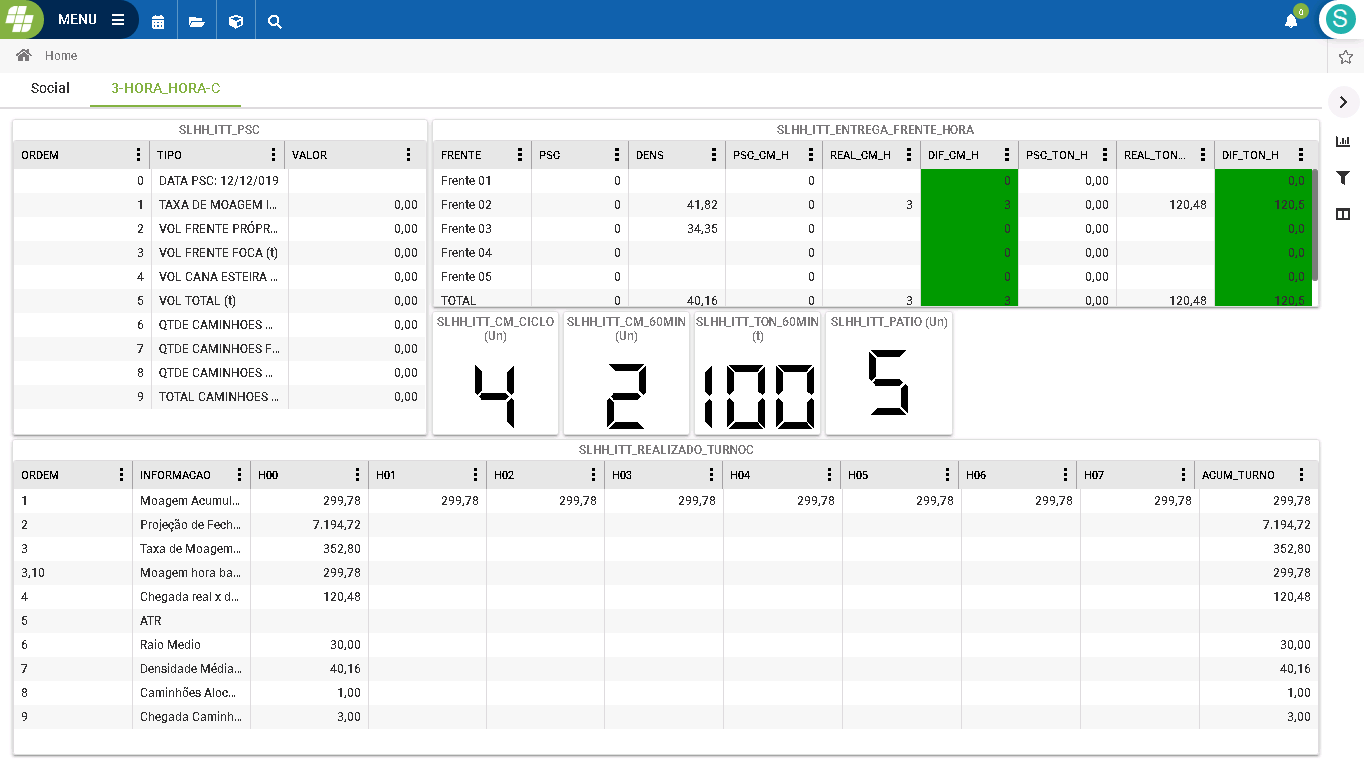 MENU
0
S
Home
Social 3-HORA_HORA-C
SLHH_ITT_PSC
ORDEM TIPO VALOR
0 DATA PSC: 12/12/019
1 TAXA DE MOAGEM I... 0,00
2 VOL FRENTE PRÓPR... 0,00
3 VOL FRENTE FOCA (t) 0,00
4 VOL CANA ESTEIRA ... 0,00
5 VOL TOTAL (t) 0,00
6 QTDE CAMINHOES ... 0,00
7 QTDE CAMINHOES F... 0,00
8 QTDE CAMINHOES ... 0,00
9 TOTAL CAMINHOES ... 0,00
SLHH_ITT_ENTREGA_FRENTE_HORA
FRENTE PSC DENS PSC_CM_H REAL_CM_H DIF_CM_H PSC_TON_H REAL_TON... DIF_TON_H
Frente 01 0 0 0 0,00 0,0
Frente 02 0 41,82 0 3 3 0,00 120,48 120,5
Frente 03 0 34,35 0 0 0,00 0,0
Frente 04 0 0 0 0,00 0,0
Frente 05 0 0 0 0,00 0,0
TOTAL 0 40,16 0 3 3 0,00 120,48 120,5
SLHH_ITT_CM_CICLO
(Un)
4
SLHH_ITT_CM_60MIN
(Un)
2
SLHH_ITT_TON_60MIN
(t)
100
SLHH_ITT_PATIO (Un)
5
SLHH_ITT_REALIZADO_TURNOC
ORDEM INFORMACAO H00 H01 H02 H03 H04 H05 H06 H07 ACUM_TURNO
1 Moagem Acumul... 299,78 299,78 299,78 299,78 299,78 299,78 299,78 299,78 299,78
2 Projeção de Fech... 7.194,72 7.194,72
3 Taxa de Moagem... 352,80 352,80
3,10 Moagem hora ba... 299,78 299,78
4 Chegada real x d... 120,48 120,48
5 ATR
6 Raio Medio 30,00 30,00
7 Densidade Média... 40,16 40,16
8 Caminhões Aloc... 1,00 1,00
9 Chegada Caminh... 3,00 3,00